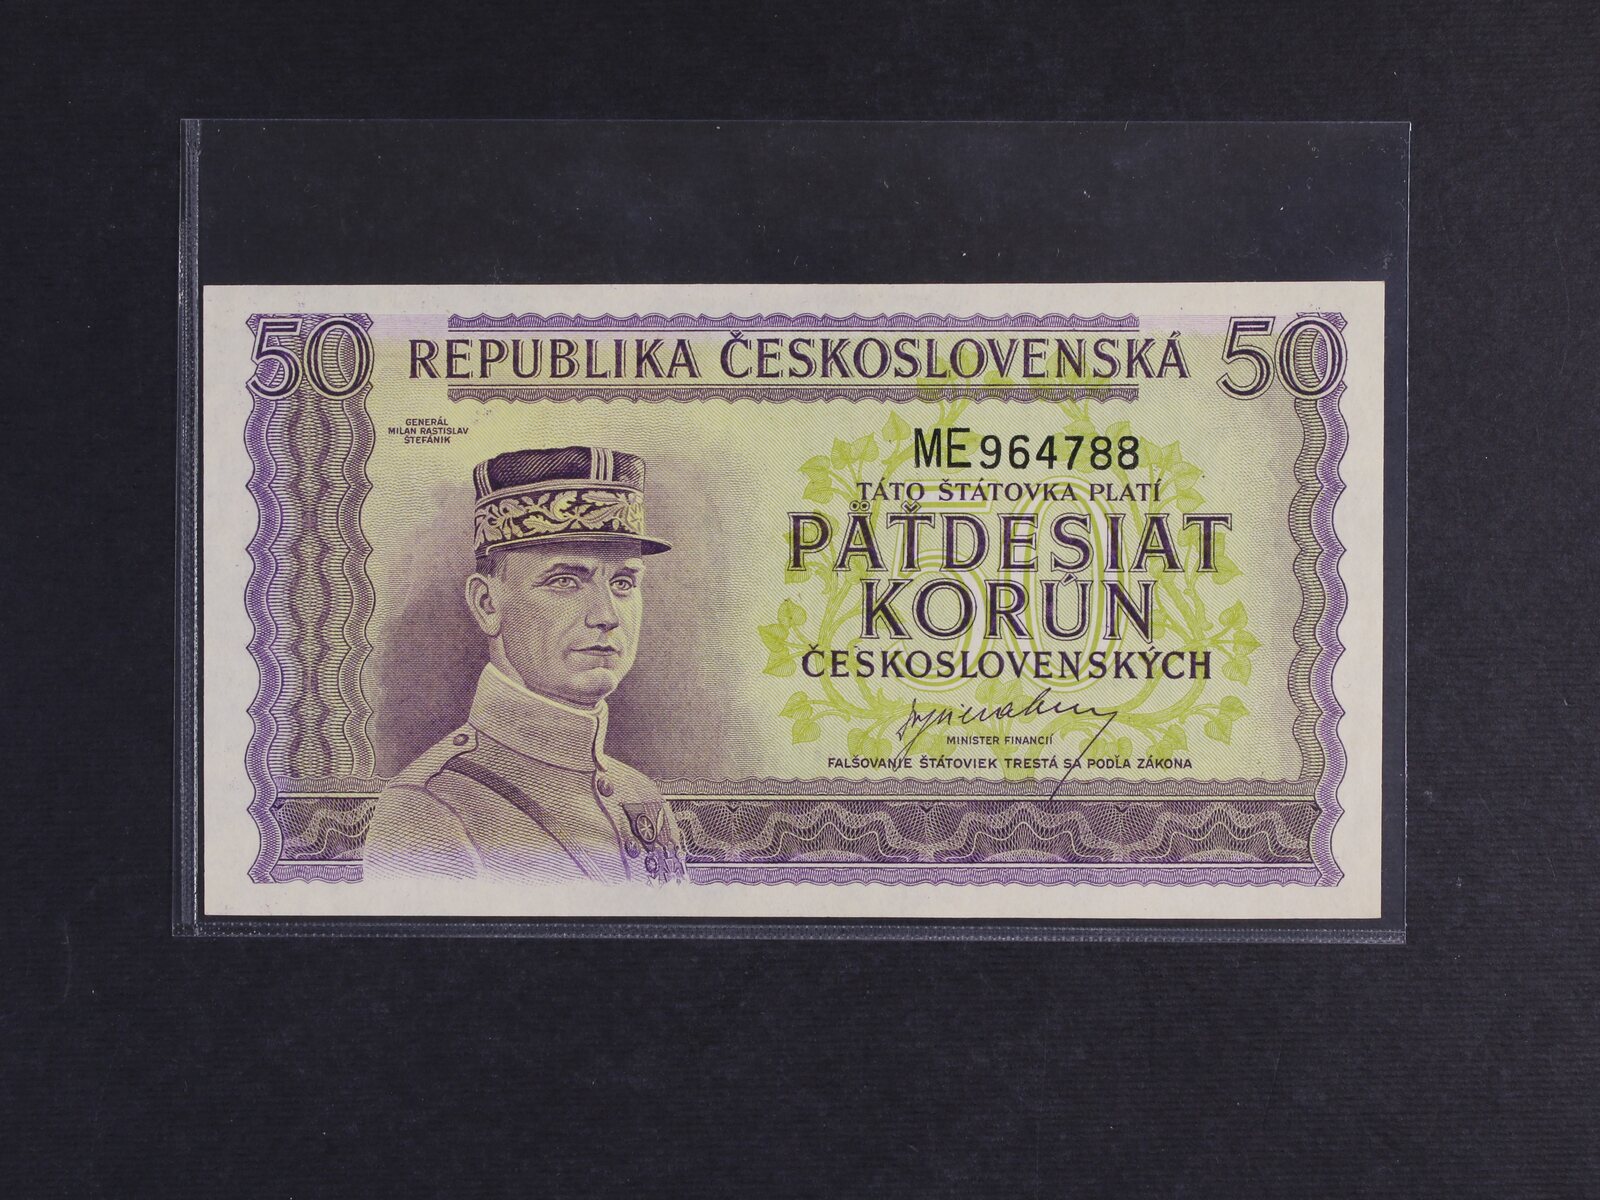 50 REPUBLIKA ČESKOSLOVENSKÁ 50
GENERÁL
MILAN RASTISLAV
ŠTEFÁNIK
ME964788
TÁTO ŠTÁTOVKA PLATÍ
PÄŤDESIAT
KORÚN
ČESKOSLOVENSKÝCH
MINISTER FINANCIÍ
FALŠOVANIE ŠTÁTOVIEK TRESTÁ SA PODĽA ZÁKONA
50